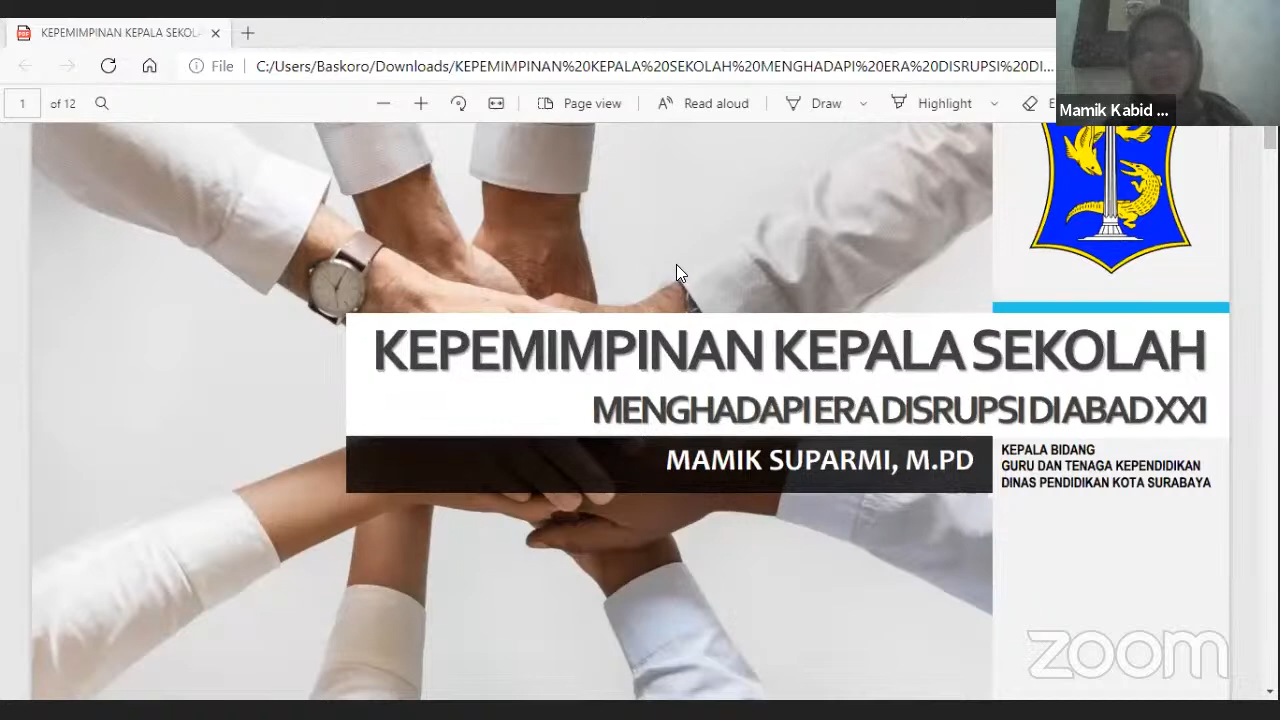 KEPEMIMPINAN KEPALA SEKOL
File
C:/Users/Baskoro/Downloads/KEPEMIMPINAN%20KEPALA%20SEKOLAH%20MENGHADAPI%20ERA%20DISRUPSI%20DI...
Mamik Kabid ...
1 of 12
Page view
Read aloud
Draw
Highlight
E
KEPEMIMPINAN KEPALA SEKOLAH
MENGHADAPI ERA DISRUPSI DI ABAD XXI
MAMIK SUPARMI, M.PD
KEPALA BIDANG
GURU DAN TENAGA KEPENDIDIKAN
DINAS PENDIDIKAN KOTA SURABAYA
zoom